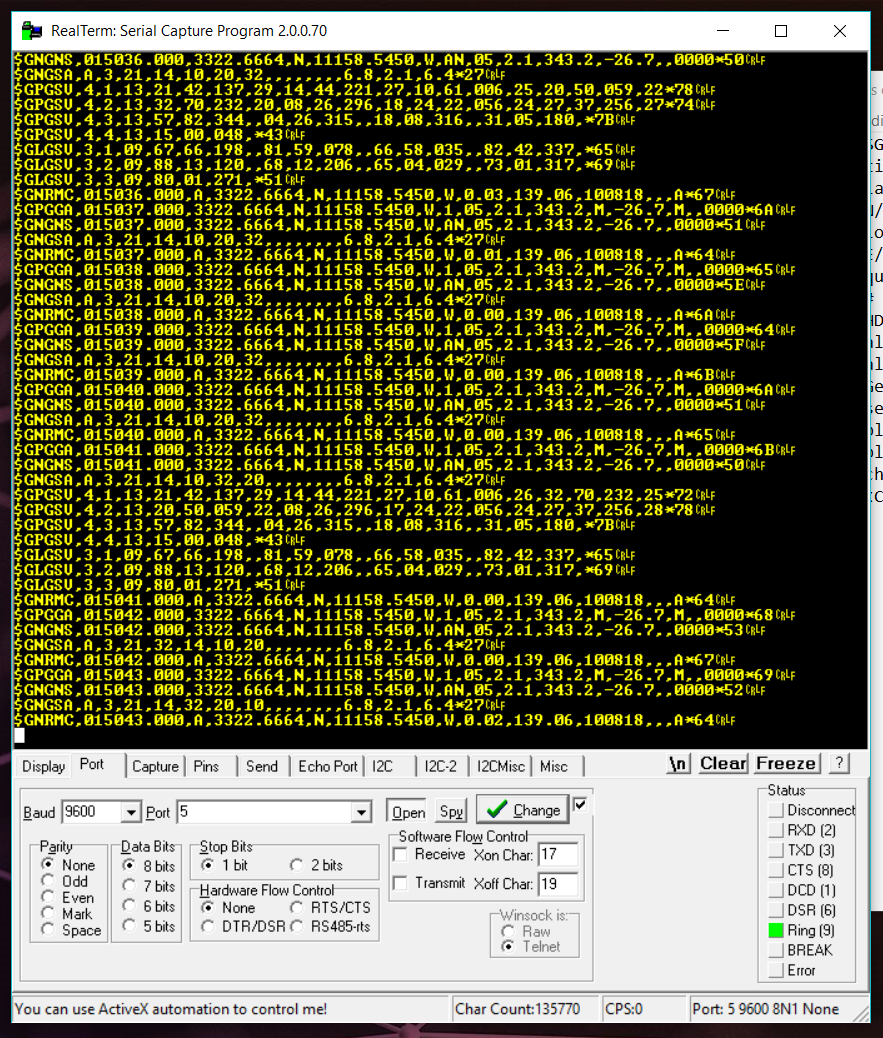 RealTerm: Serial Capture Program 2.0.0.70
$GNGNS,015036.000,3322.6664,N,11158.5450,W,AN,05,2.1,343.2,-26.7,,0000*50CRLF
$GNGSA,A,3,21,14,10,20,32,,,,,,,,6.8,2.1,6.4*27CRLF
$GPGSV,4,1,13,21,42,137,29,14,44,221,27,10,61,006,25,20,50,059,22*78CRLF
$GPGSV,4,2,13,32,70,232,20,08,26,296,18,24,22,056,24,27,37,256,27*74CRLF
$GPGSV,4,3,13,57,82,344,,04,26,315,,18,08,316,,31,05,180,*7BCRLF
$GPGSV,4,4,13,15,00,048,*43CRLF
$GLGSV,3,1,09,67,66,198,,81,59,078,,66,58,035,,82,42,337,*65CRLF
$GLGSV,3,2,09,88,13,120,,68,12,206,,65,04,029,,73,01,317,*69CRLF
$GLGSV,3,3,09,80,01,271,*51CRLF
$GNRMC,015036.000,A,3322.6664,N,11158.5450,W,0.03,139.06,100818,,,A*67CRLF
$GPGGA,015037.000,3322.6664,N,11158.5450,W,1,05,2.1,343.2,M,-26.7,M,,0000*6ACRLF
$GNGNS,015037.000,3322.6664,N,11158.5450,W,AN,05,2.1,343.2,-26.7,,0000*51CRLF
$GNGSA,A,3,21,14,10,20,32,,,,,,,,6.8,2.1,6.4*27CRLF
$GNRMC,015037.000,A,3322.6664,N,11158.5450,W,0.01,139.06,100818,,,A*64CRLF
$GPGGA,015038.000,3322.6664,N,11158.5450,W,1,05,2.1,343.2,M,-26.7,M,,0000*65CRLF
$GNGNS,015038.000,3322.6664,N,11158.5450,W,AN,05,2.1,343.2,-26.7,,0000*5ECRLF
$GNGSA,A,3,21,14,10,20,32,,,,,,,,6.8,2.1,6.4*27CRLF
$GNRMC,015038.000,A,3322.6664,N,11158.5450,W,0.00,139.06,100818,,,A*6ACRLF
$GPGGA,015039.000,3322.6664,N,11158.5450,W,1,05,2.1,343.2,M,-26.7,M,,0000*64CRLF
$GNGNS,015039.000,3322.6664,N,11158.5450,W,AN,05,2.1,343.2,-26.7,,0000*5FCRLF
$GNGSA,A,3,21,14,10,20,32,,,,,,,,6.8,2.1,6.4*27CRLF
$GNRMC,015039.000,A,3322.6664,N,11158.5450,W,0.00,139.06,100818,,,A*6BCRLF
$GPGGA,015040.000,3322.6664,N,11158.5450,W,1,05,2.1,343.2,M,-26.7,M,,0000*6ACRLF
$GNGNS,015040.000,3322.6664,N,11158.5450,W,AN,05,2.1,343.2,-26.7,,0000*51CRLF
$GNGSA,A,3,21,14,10,20,32,,,,,,,,6.8,2.1,6.4*27CRLF
$GNRMC,015040.000,A,3322.6664,N,11158.5450,W,0.00,139.06,100818,,,A*65CRLF
$GPGGA,015041.000,3322.6664,N,11158.5450,W,1,05,2.1,343.2,M,-26.7,M,,0000*6BCRLF
$GNGNS,015041.000,3322.6664,N,11158.5450,W,AN,05,2.1,343.2,-26.7,,0000*50CRLF
$GNGSA,A,3,21,14,10,32,20,,,,,,,,6.8,2.1,6.4*27CRLF
$GPGSV,4,1,13,21,42,137,29,14,44,221,27,10,61,006,26,32,70,232,25*72CRLF
$GPGSV,4,2,13,20,50,059,22,08,26,296,17,24,22,056,24,27,37,256,28*78CRLF
$GPGSV,4,3,13,57,82,344,,04,26,315,,18,08,316,,31,05,180,*7BCRLF
$GPGSV,4,4,13,15,00,048,*43CRLF
$GLGSV,3,1,09,67,66,198,,81,59,078,,66,58,035,,82,42,337,*65CRLF
$GLGSV,3,2,09,88,13,120,,68,12,206,,65,04,029,,73,01,317,*69CRLF
$GLGSV,3,3,09,80,01,271,*51CRLF
$GNRMC,015041.000,A,3322.6664,N,11158.5450,W,0.00,139.06,100818,,,A*64CRLF
$GPGGA,015042.000,3322.6664,N,11158.5450,W,1,05,2.1,343.2,M,-26.7,M,,0000*68CRLF
$GNGNS,015042.000,3322.6664,N,11158.5450,W,AN,05,2.1,343.2,-26.7,,0000*53CRLF
$GNGSA,A,3,21,32,14,10,20,,,,,,,,6.8,2.1,6.4*27CRLF
$GNRMC,015042.000,A,3322.6664,N,11158.5450,W,0.00,139.06,100818,,,A*67CRLF
$GPGGA,015043.000,3322.6664,N,11158.5450,W,1,05,2.1,343.2,M,-26.7,M,,0000*69CRLF
$GNGNS,015043.000,3322.6664,N,11158.5450,W,AN,05,2.1,343.2,-26.7,,0000*52CRLF
$GNGSA,A,3,21,14,32,20,10,,,,,,,,6.8,2.1,6.4*27CRLF
$GNRMC,015043.000,A,3322.6664,N,11158.5450,W,0.02,139.06,100818,,,A*64CRLF
Display Port Capture Pins Send Echo Port I2C I2C-2 I2CMisc Misc \n Clear Freeze ?
Baud 9600 Port 5 Open Spy Change
Parity
None
Odd
Even
Mark
Space
Data Bits
8 bits
7 bits
6 bits
5 bits
Stop Bits
1 bit 2 bits
Hardware Flow Control
None RTS/CTS
DTR/DSR RS485-rts
Software Flow Control
Receive Xon Char: 17
Transmit Xoff Char: 19
Winsock is:
Raw
Telnet
Status
Disconnect
RXD (2)
TXD (3)
CTS (8)
DCD (1)
DSR (6)
Ring (9)
BREAK
Error
You can use ActiveX automation to control me! Char Count:135770 CPS:0 Port: 5 9600 8N1 None